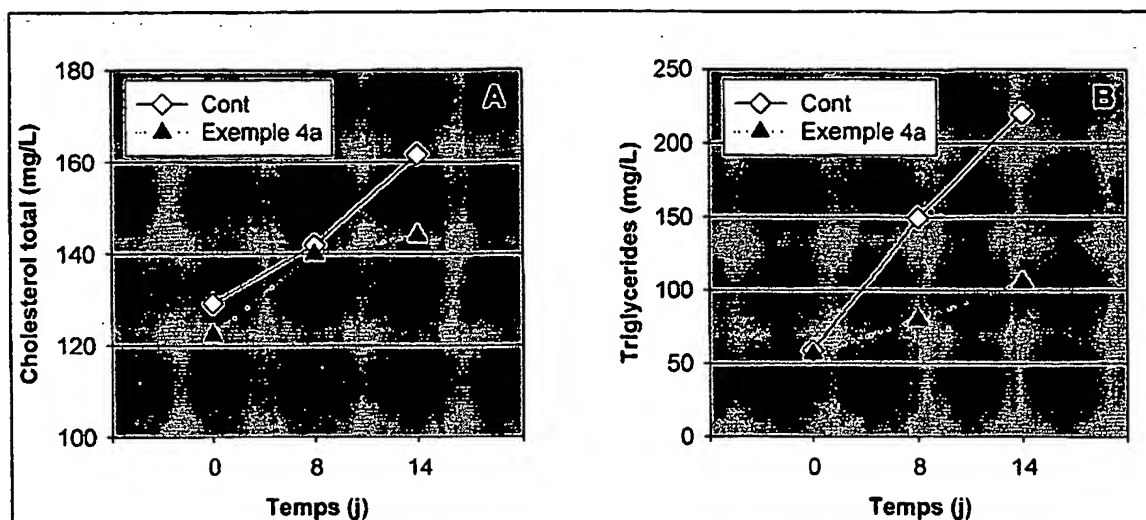 A
Cont
Exemple 4a
Cholesterol total (mg/L)
180
160
140
120
100
0 8 14
Temps (j)
B
Cont
Exemple 4a
Triglycerides (mg/L)
250
200
150
100
50
0
0 8 14
Temps (j)